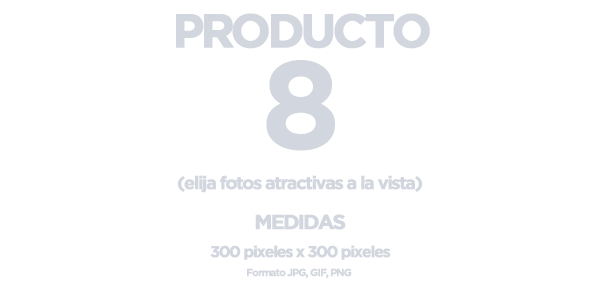 PRODUCTO
8
(elija fotos atractivas a la vista)
MEDIDAS
300 pixeles x 300 pixeles
Formato JPG, GIF, PNG